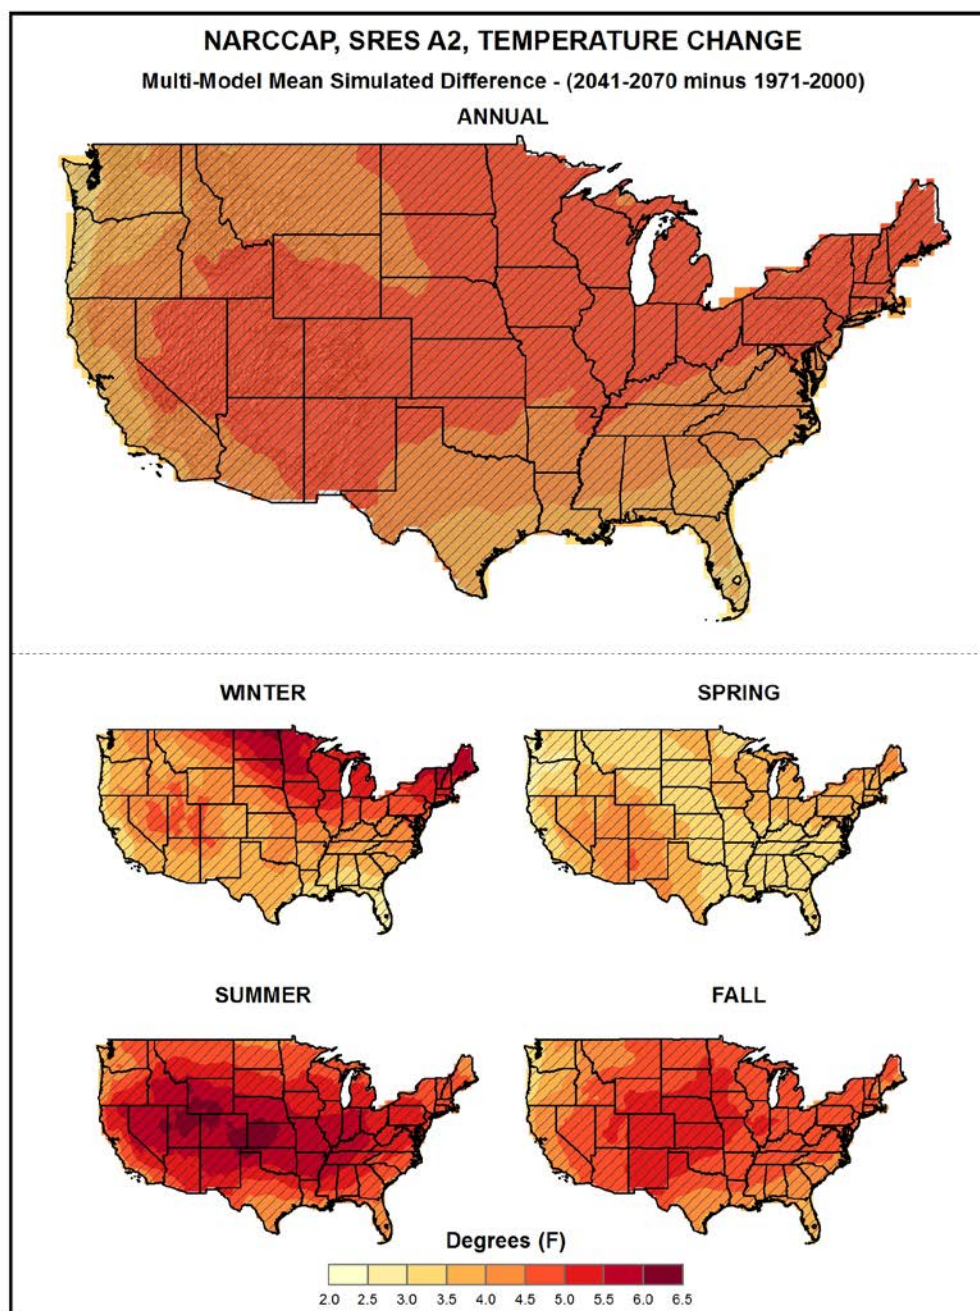 NARCCAP, SRES A2, TEMPERATURE CHANGE
Multi-Model Mean Simulated Difference - (2041-2070 minus 1971-2000)
ANNUAL
WINTER
SPRING
SUMMER
FALL
Degrees (F)
2.0 2.5 3.0 3.5 4.0 4.5 5.0 5.5 6.0 6.5